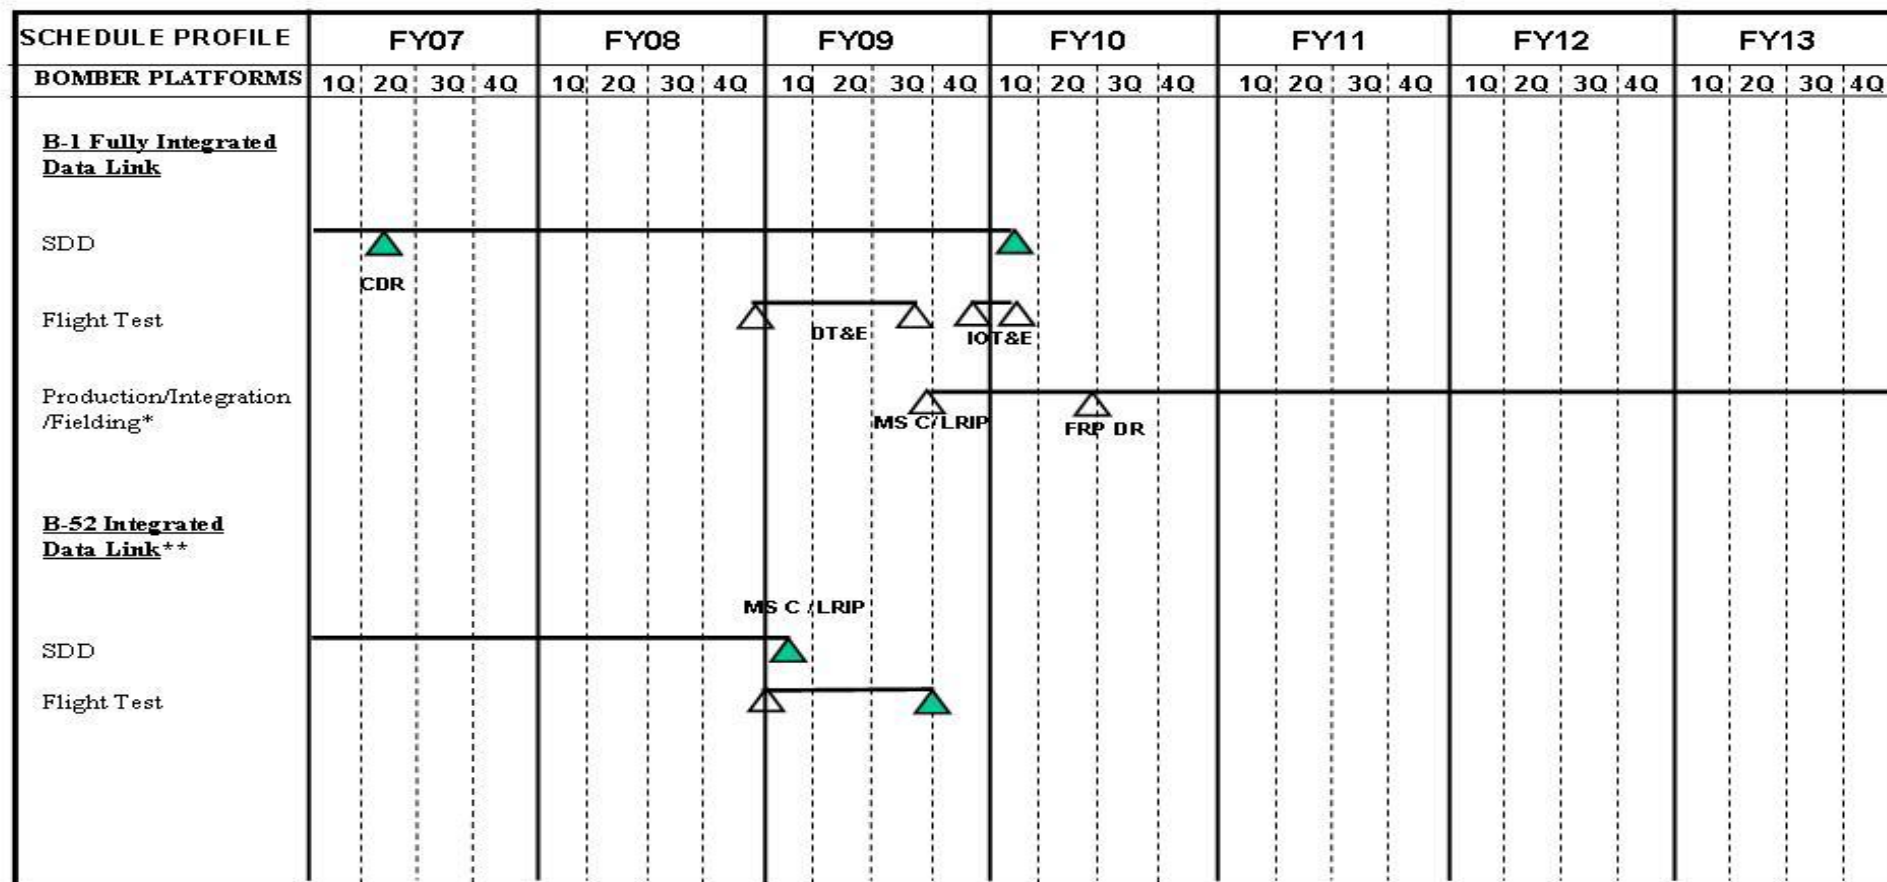 SCHEDULE PROFILE FY07 FY08 FY09 FY10 FY11 FY12 FY13
BOMBER PLATFORMS 1Q 2Q 3Q 4Q 1Q 2Q 3Q 4Q 1Q 2Q 3Q 4Q 1Q 2Q 3Q 4Q 1Q 2Q 3Q 4Q 1Q 2Q 3Q 4Q 1Q 2Q 3Q 4Q
B-1 Fully Integrated
Data Link
SDD
CDR
Flight Test
DT&E IOT&E
Production/Integration
/Fielding*
MS C/LRIP FRP DR
B-52 Integrated
Data Link**
MS C /LRIP
SDD
Flight Test